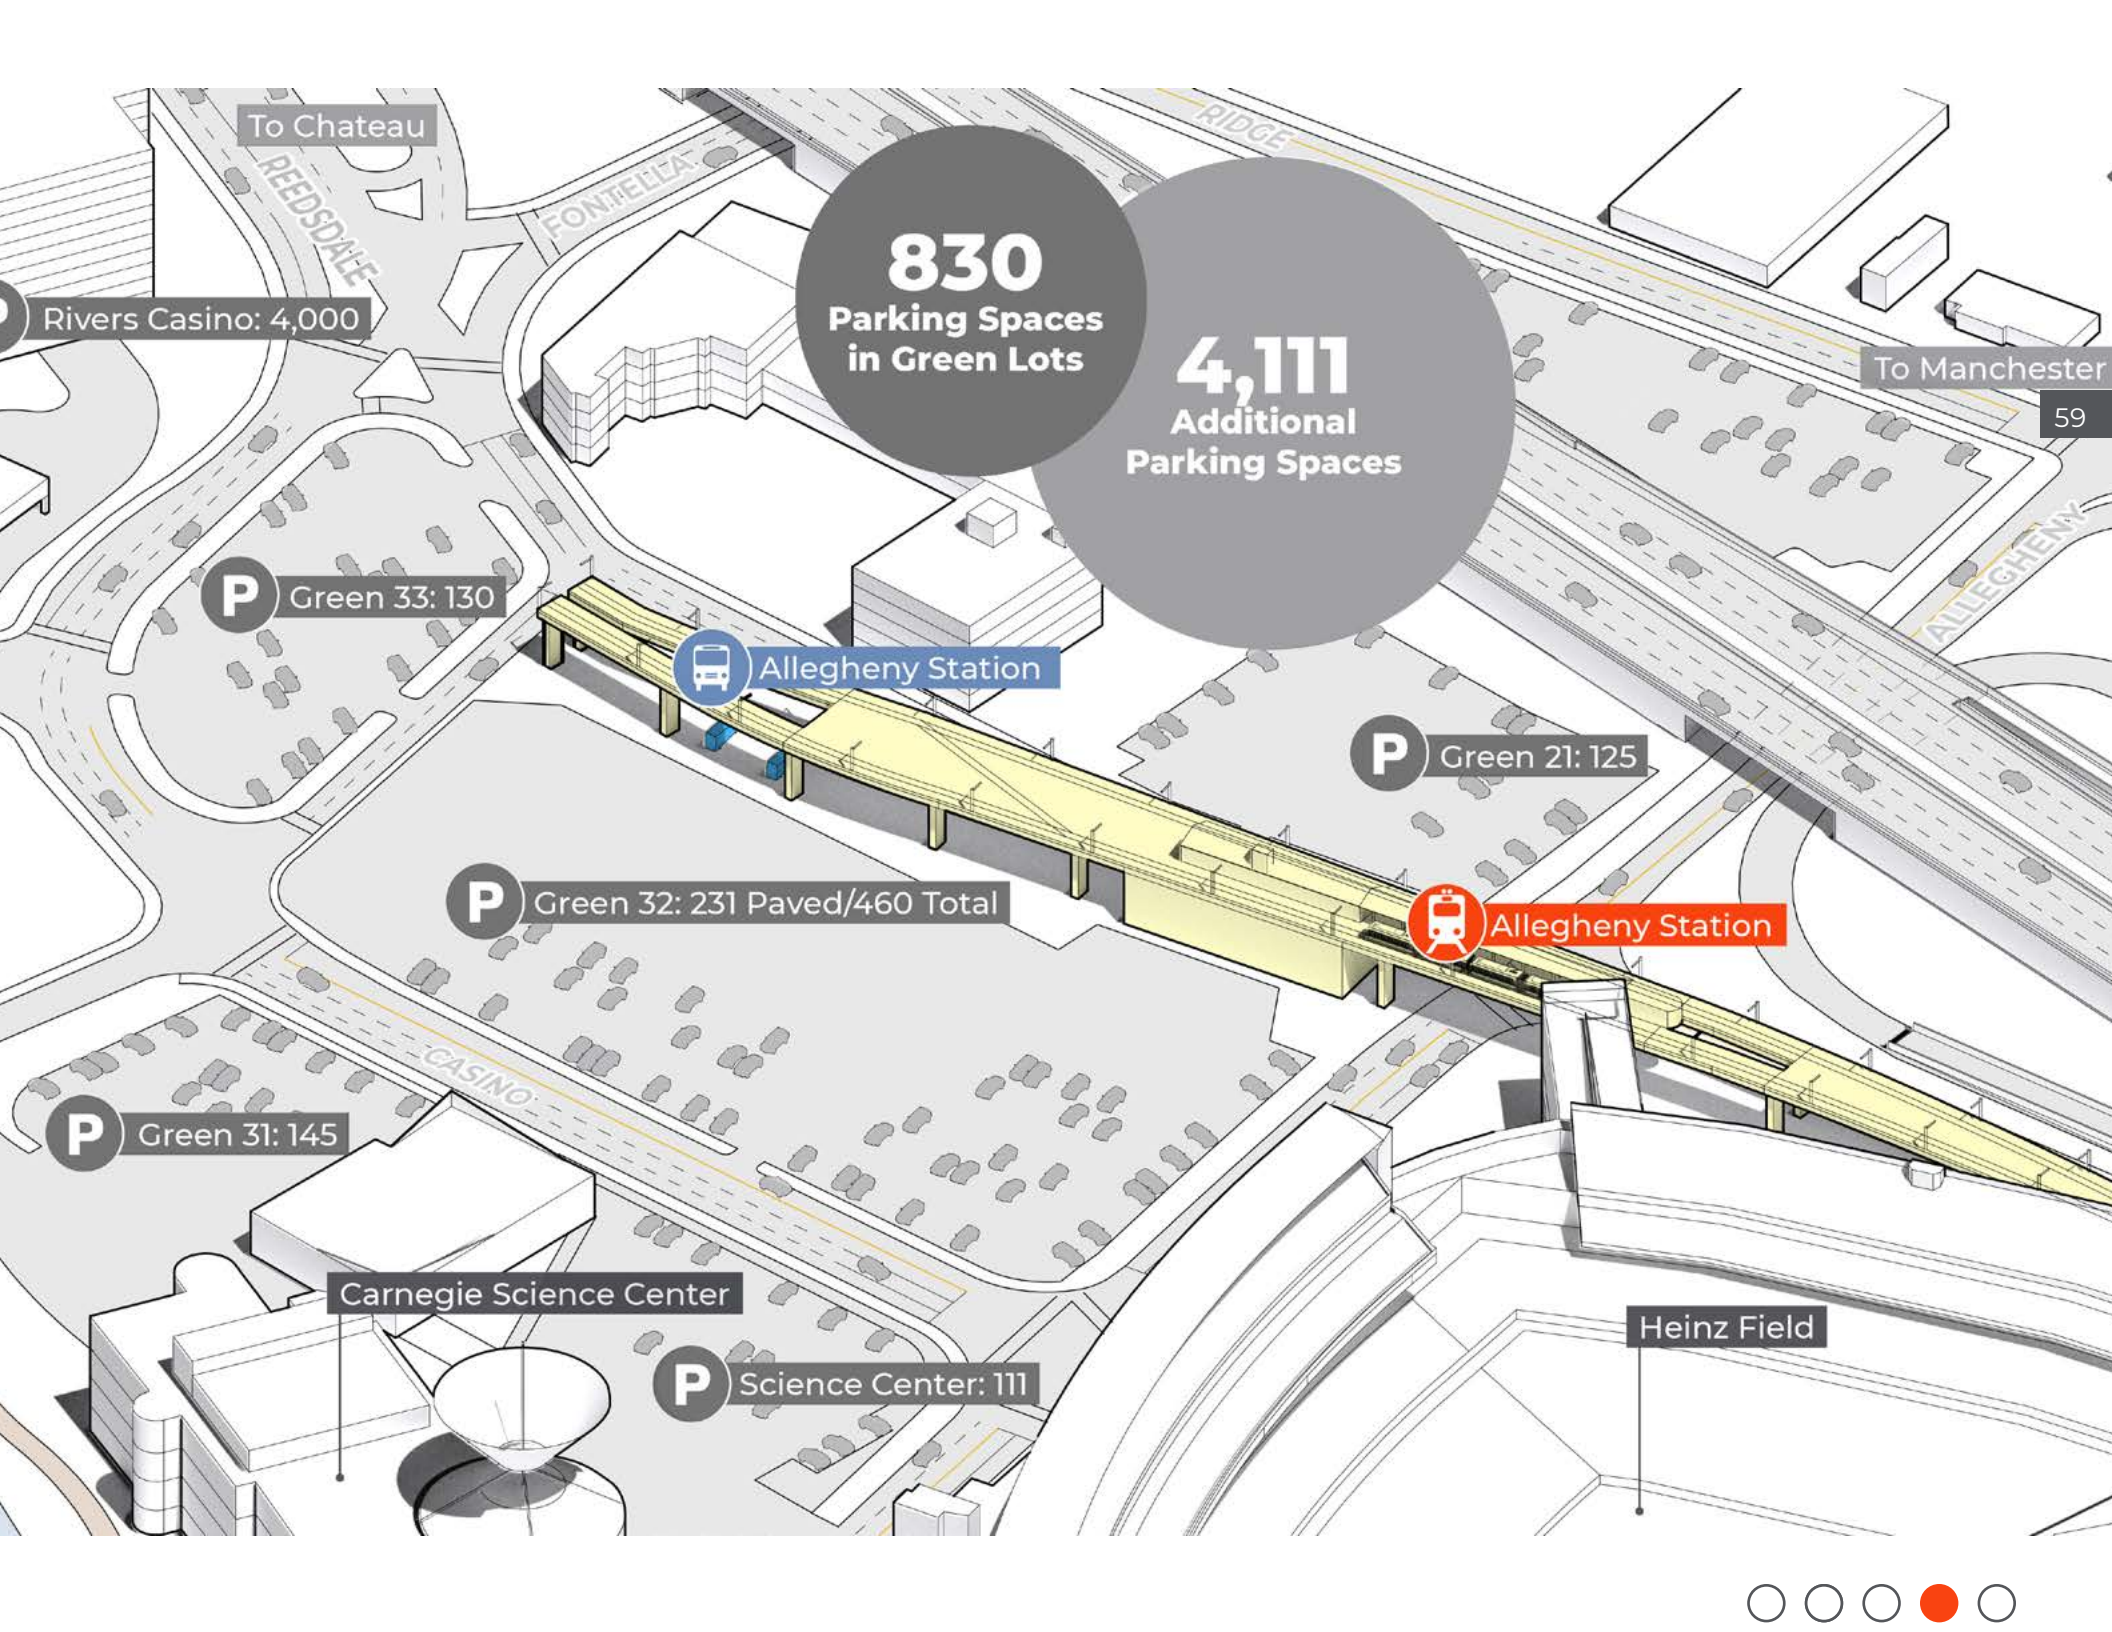 To Chateau
REEDSDALE
FONTELLA
RIDGE
830
Parking Spaces
in Green Lots
4,111
Additional
Parking Spaces
P
Rivers Casino: 4,000
To Manchester
59
ALLEGHENY
P
Green 33: 130
Allegheny Station
P
Green 21: 125
P
Green 32: 231 Paved/460 Total
Allegheny Station
CASINO
P
Green 31: 145
Carnegie Science Center
Heinz Field
P
Science Center: 111